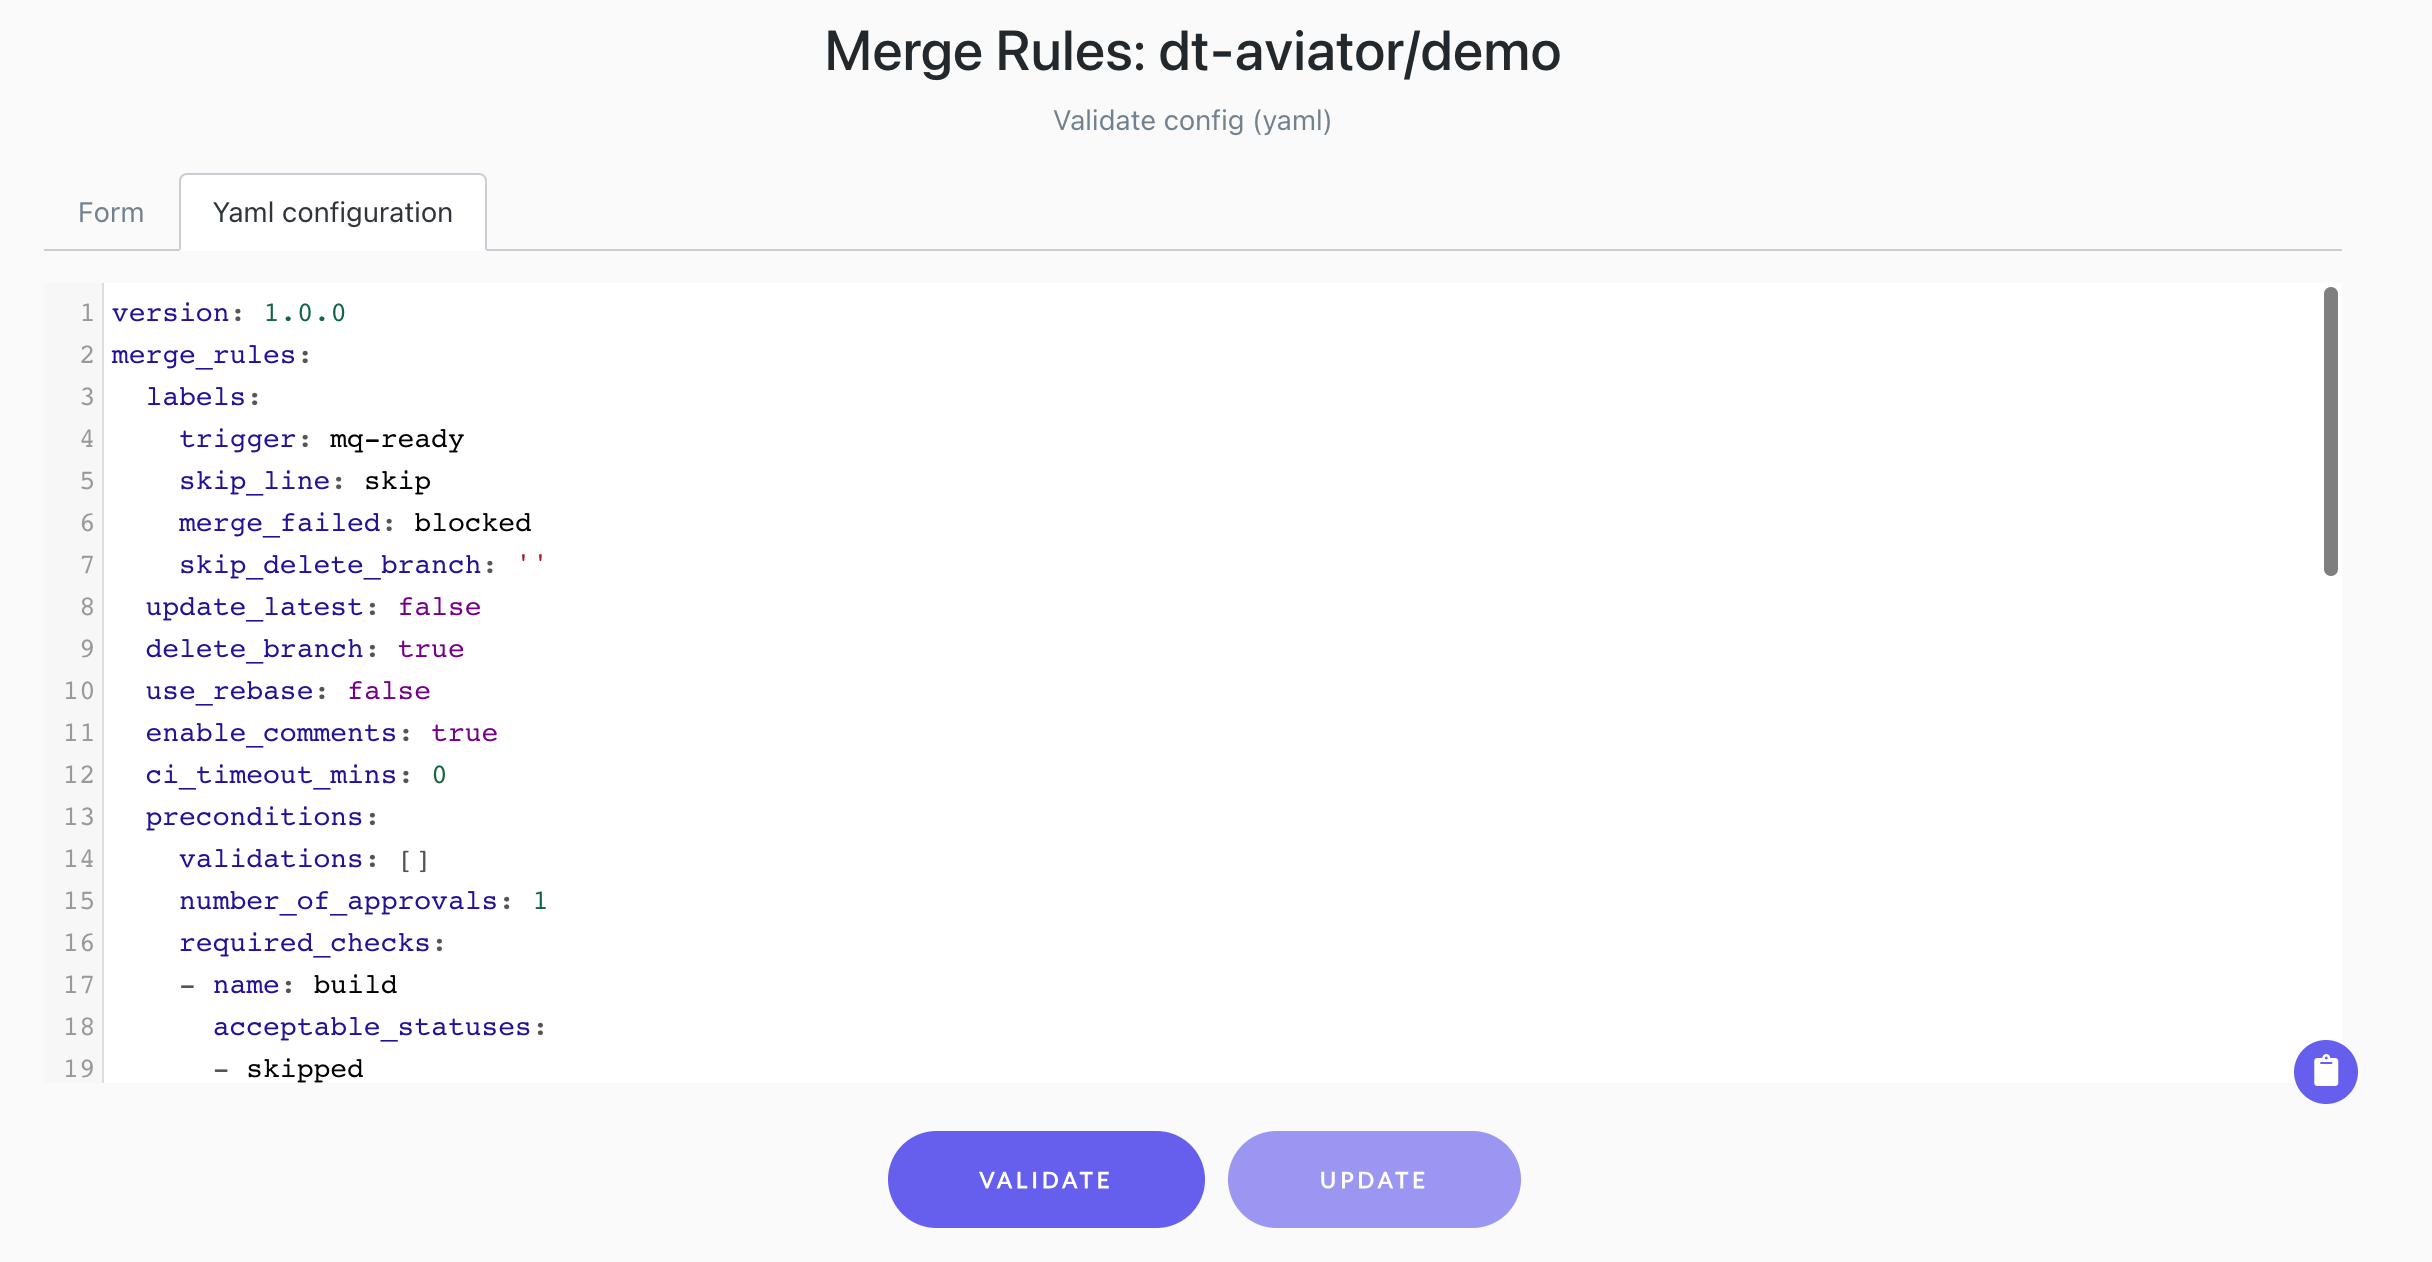 Merge Rules: dt-aviator/demo
Validate config (yaml)
Form Yaml configuration
1 version: 1.0.0
2 merge_rules:
3   labels:
4     trigger: mq-ready
5     skip_line: skip
6     merge_failed: blocked
7     skip_delete_branch: ''
8   update_latest: false
9   delete_branch: true
10   use_rebase: false
11   enable_comments: true
12   ci_timeout_mins: 0
13   preconditions:
14     validations: []
15     number_of_approvals: 1
16     required_checks:
17     - name: build
18       acceptable_statuses:
19       - skipped
VALIDATE UPDATE